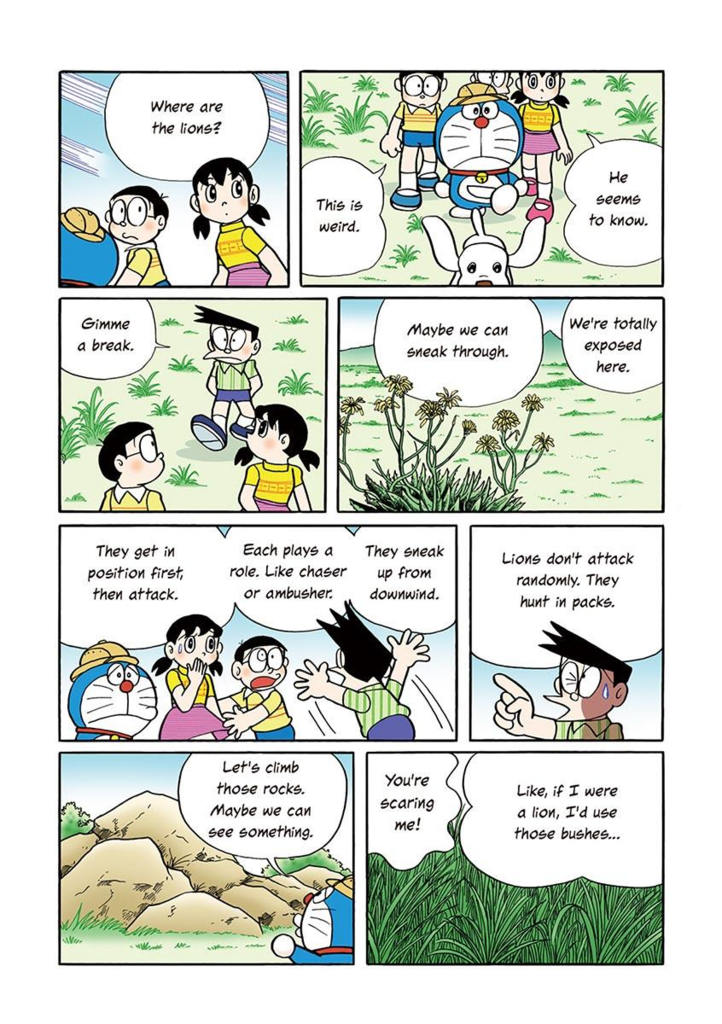 He
seems
to know.
This is
weird.
Where are
the lions?
We're totally
exposed
here.
Maybe we can
sneak through.
Gimme
a break.
Lions don't attack
randomly. They
hunt in packs.
They sneak
up from
downwind.
Each plays a
role. Like chaser
or ambusher.
They get in
position first,
then attack.
Like, if I were
a lion, I'd use
those bushes...
You're
scaring
me!
Let's climb
those rocks.
Maybe we can
see something.